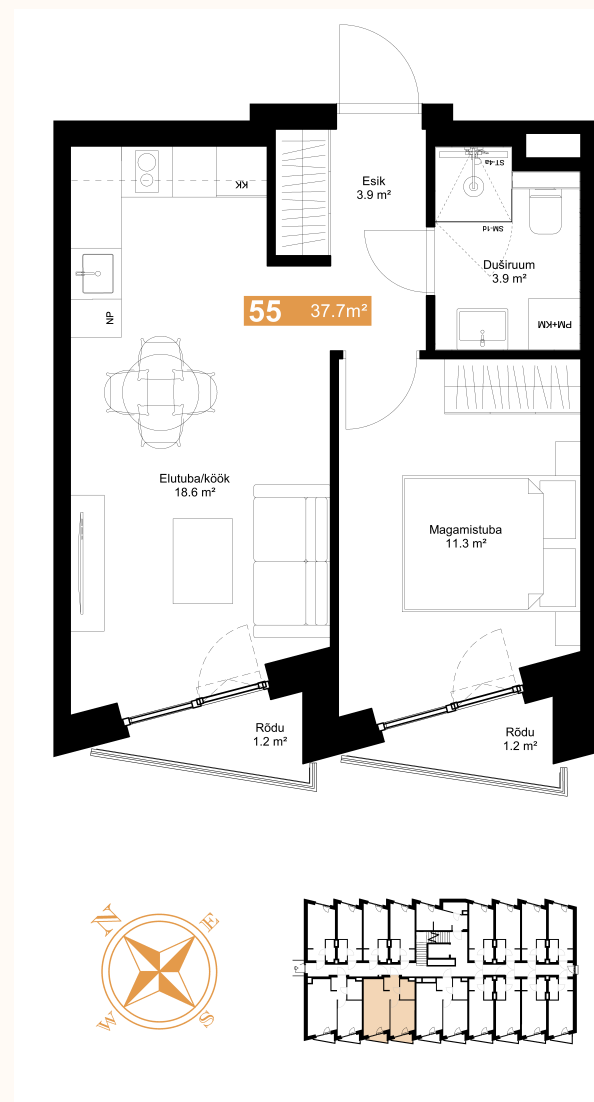 Esik
3.9 m²
KK
ST-4a
SM-1d
Duširuum
3.9 m²
NP
55 37.7m²
PM+KM
Elutuba/köök
18.6 m²
Magamistuba
11.3 m²
Rõdu
1.2 m²
Rõdu
1.2 m²
N
E
W
S